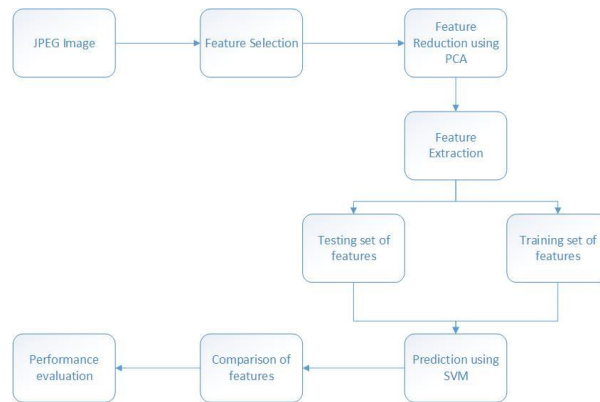 JPEG Image
Feature Selection
Feature
Reduction using
PCA
Feature
Extraction
Testing set of
features
Training set of
features
Performance
evaluation
Comparison of
features
Prediction using
SVM